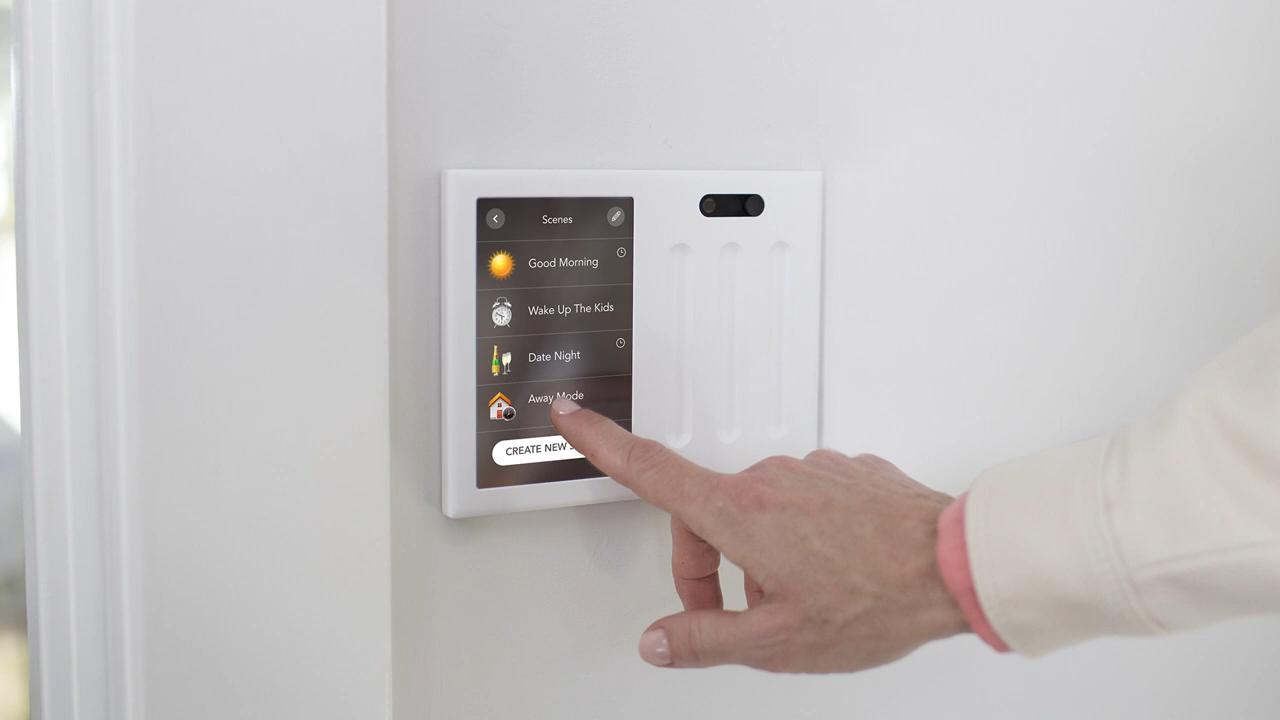 Scenes
Good Morning
Wake Up The Kids
Date Night
Away Mode
CREATE NEW